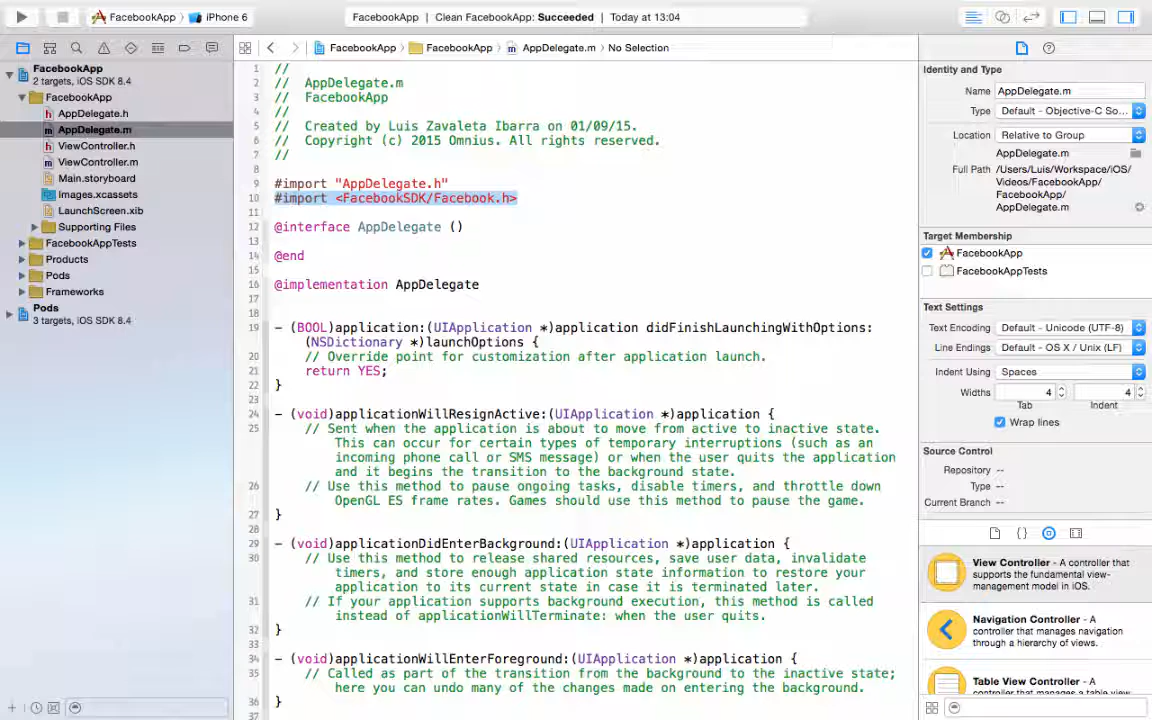 FacebookApp
iPhone 6
FacebookApp | Clean FacebookApp: Succeeded | Today at 13:04
FacebookApp
2 targets, iOS SDK 8.4
FacebookApp
h AppDelegate.h
m AppDelegate.m
h ViewController.h
m ViewController.m
Main.storyboard
Images.xcassets
LaunchScreen.xib
Supporting Files
FacebookAppTests
Products
Pods
Frameworks
Pods
3 targets, iOS SDK 8.4
FacebookApp
FacebookApp
m AppDelegate.m
No Selection
1 //
2 // AppDelegate.m
3 // FacebookApp
4 //
5 // Created by Luis Zavaleta Ibarra on 01/09/15.
6 // Copyright (c) 2015 Omnius. All rights reserved.
7 //
8
9 #import "AppDelegate.h"
10 #import <FacebookSDK/Facebook.h>
11
12 @interface AppDelegate ()
13
14 @end
15
16 @implementation AppDelegate
17
18
19 - (BOOL)application:(UIApplication *)application didFinishLaunchingWithOptions:
(NSDictionary *)launchOptions {
20 // Override point for customization after application launch.
21 return YES;
22 }
23
24 - (void)applicationWillResignActive:(UIApplication *)application {
25 // Sent when the application is about to move from active to inactive state.
This can occur for certain types of temporary interruptions (such as an
incoming phone call or SMS message) or when the user quits the application
and it begins the transition to the background state.
26 // Use this method to pause ongoing tasks, disable timers, and throttle down
OpenGL ES frame rates. Games should use this method to pause the game.
27 }
28
29 - (void)applicationDidEnterBackground:(UIApplication *)application {
30 // Use this method to release shared resources, save user data, invalidate
timers, and store enough application state information to restore your
application to its current state in case it is terminated later.
31 // If your application supports background execution, this method is called
instead of applicationWillTerminate: when the user quits.
32 }
33
34 - (void)applicationWillEnterForeground:(UIApplication *)application {
35 // Called as part of the transition from the background to the inactive state;
here you can undo many of the changes made on entering the background.
36 }
37
Identity and Type
Name AppDelegate.m
Type Default - Objective-C So...
Location Relative to Group
AppDelegate.m
Full Path /Users/Luis/Workspace/iOS/
Videos/FacebookApp/
FacebookApp/
AppDelegate.m
Target Membership
FacebookApp
FacebookAppTests
Text Settings
Text Encoding Default - Unicode (UTF-8)
Line Endings Default - OS X / Unix (LF)
Indent Using Spaces
Widths 4 4
Tab Indent
Wrap lines
Source Control
Repository --
Type --
Current Branch --
{ }
View Controller - A controller that
supports the fundamental view-
management model in iOS.
Navigation Controller - A
controller that manages navigation
through a hierarchy of views.
Table View Controller - A
controller that manages a table view